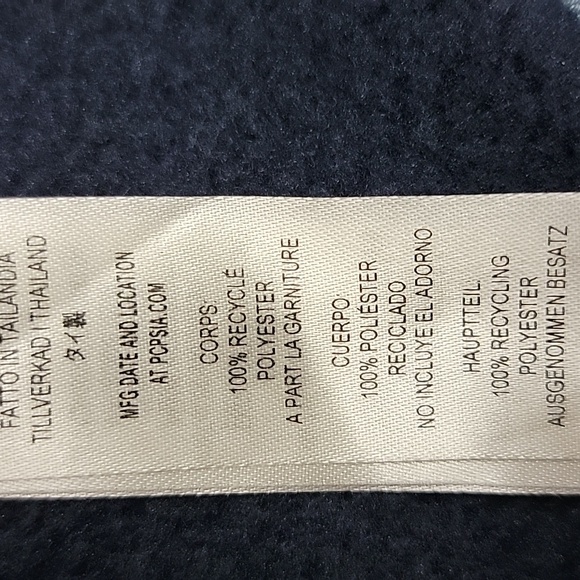 FATTO IN TAILANDIA
TILLVERKAD I THAILAND
タイ製
MFG DATE AND LOCATION
AT PCPSIA.COM
CORPS
100% RECYCLÉ
POLYESTER
A PART LA GARNITURE
CUERPO
100% POLIÉSTER
RECICLADO
NO INCLUYE EL ADORNO
HAUPTTEIL
100% RECYCLING
POLYESTER
AUSGENOMMEN BESATZ